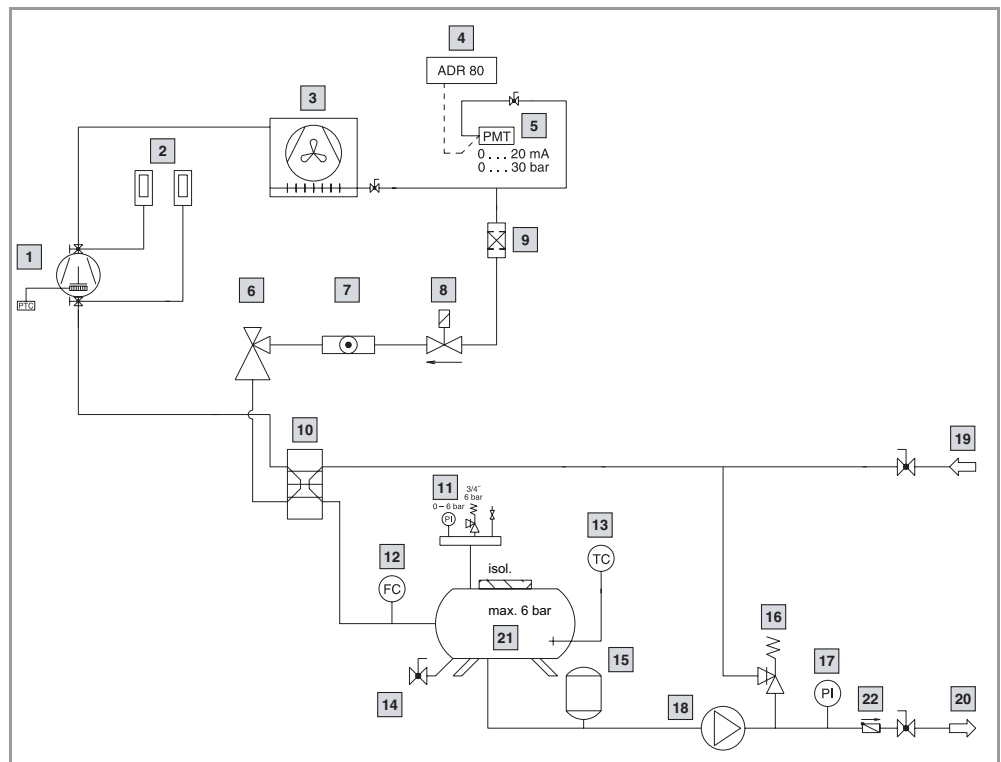 4
ADR 80
3
5
PMT
0 . . . 20 mA
0 . . . 30 bar
2
9
1
PTC
6
7
8
10
19
11
3/4"
6 bar
0 – 6 bar
PI
13
TC
12
FC
isol.
max. 6 bar
21
16
15
17
PI
14
18
22
20